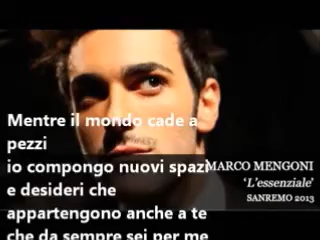 Mentre il mondo cade a
pezzi
io compongo nuovi spazi
e desideri che
appartengono anche a te
che da sempre sei per me
MARCO MENGONI
‘L’essenziale’
SANREMO 2013